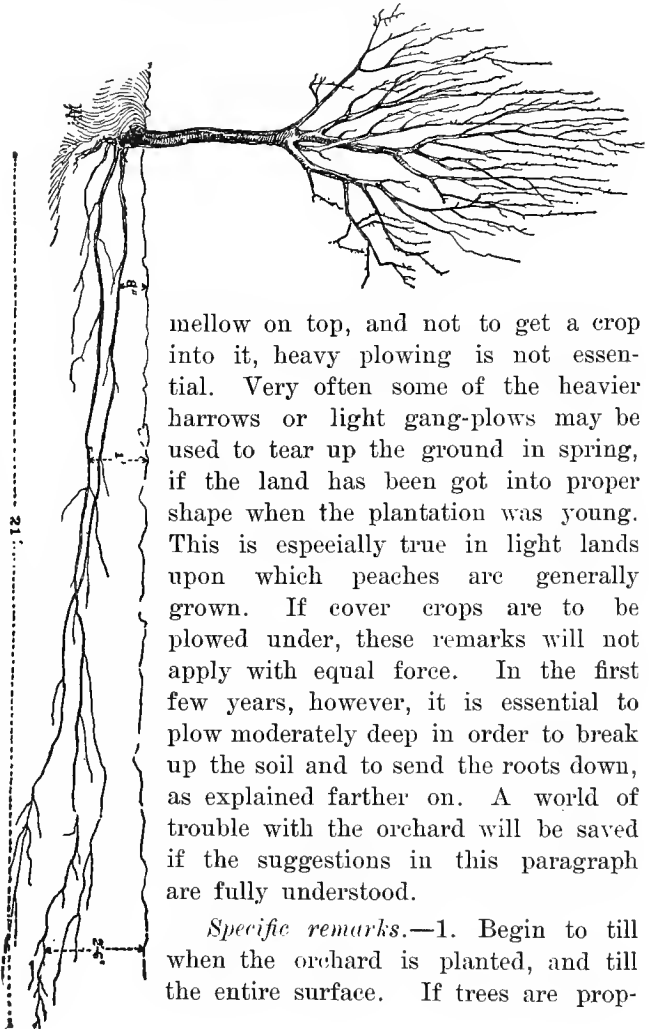 8"
1'
21'
2'6"
mellow on top, and not to get a crop
into it, heavy plowing is not essen-
tial. Very often some of the heavier
harrows or light gang-plows may be
used to tear up the ground in spring,
if the land has been got into proper
shape when the plantation was young.
This is especially true in light lands
upon which peaches are generally
grown. If cover crops are to be
plowed under, these remarks will not
apply with equal force. In the first
few years, however, it is essential to
plow moderately deep in order to break
up the soil and to send the roots down,
as explained farther on. A world of
trouble with the orchard will be saved
if the suggestions in this paragraph
are fully understood.
Specific remarks.—1. Begin to till
when the orchard is planted, and till
the entire surface. If trees are prop-